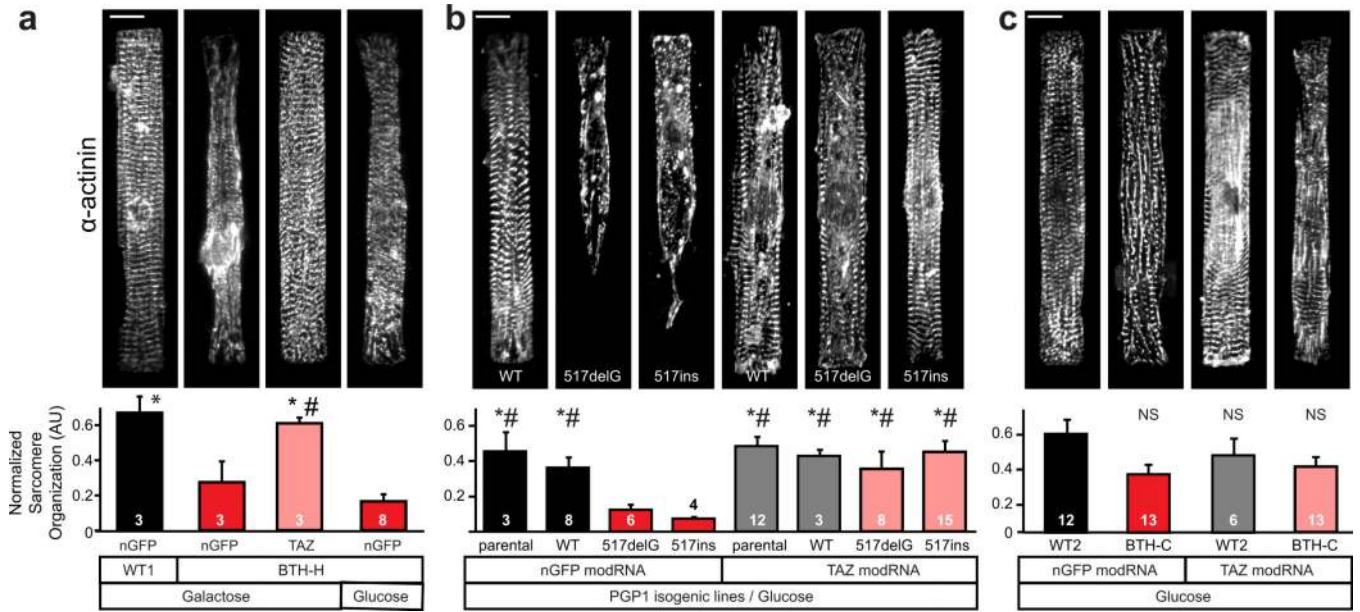 a
b
c
α-actinin
WT
517delG
517ins
WT
517delG
517ins
Normalized
Sarcomere
Organization (AU)
0.6
0.4
0.2
0
*
* #
3
3
3
8
nGFP
nGFP
TAZ
nGFP
WT1
BTH-H
Galactose
Glucose
0.6
0.4
0.2
*#
*#
*#
*#
*#
*#
3
8
6
4
12
3
8
15
parental
WT
517delG
517ins
parental
WT
517delG
517ins
nGFP modRNA
TAZ modRNA
PGP1 isogenic lines / Glucose
0.6
0.4
0.2
0
NS
NS
NS
12
13
6
13
WT2
BTH-C
WT2
BTH-C
nGFP modRNA
TAZ modRNA
Glucose